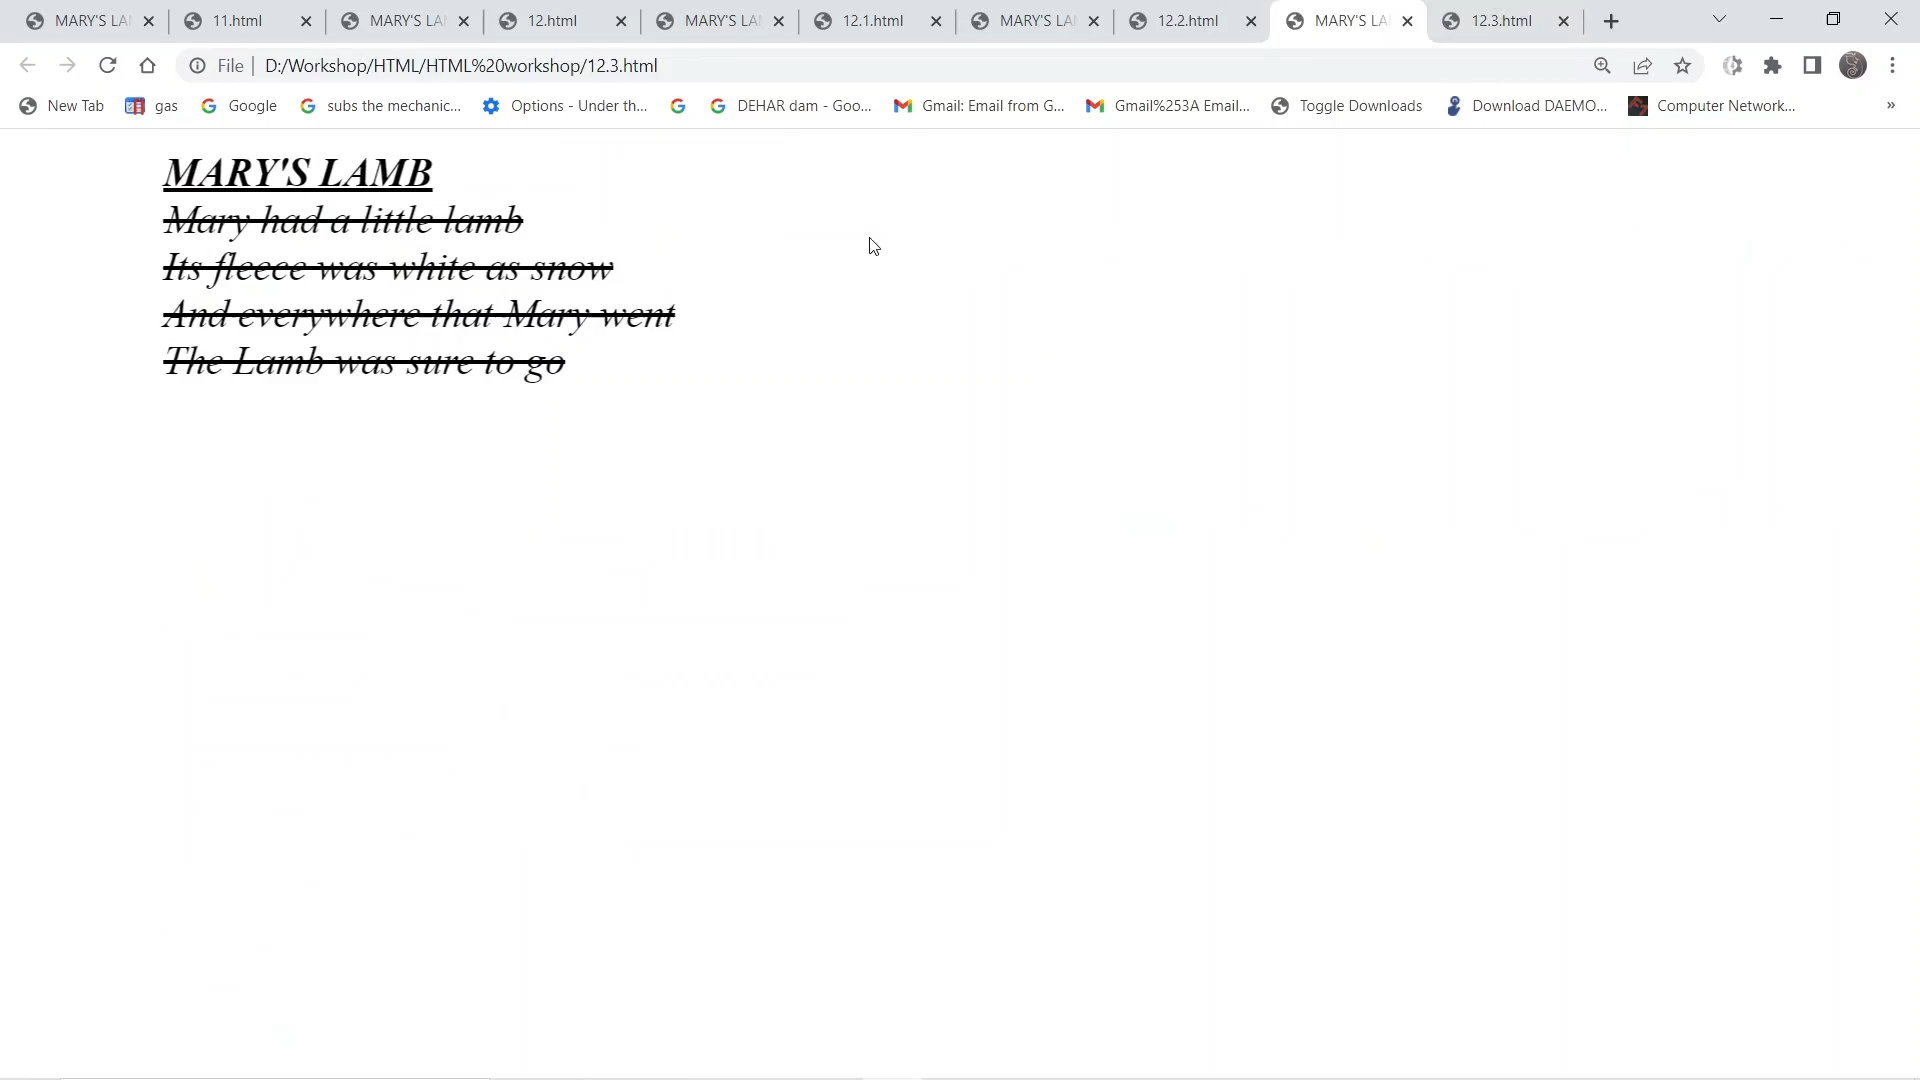 MARY'S LA 11.html MARY'S LA 12.html MARY'S LA 12.1.html MARY'S LA 12.2.html MARY'S LA 12.3.html
File D:/Workshop/HTML/HTML%20workshop/12.3.html
New Tab gas Google subs the mechanic... Options - Under th... DEHAR dam - Goo... Gmail: Email from G... Gmail%253A Email... Toggle Downloads Download DAEMO... Computer Network... »
MARY'S LAMB
Mary had a little lamb
Its fleece was white as snow
And everywhere that Mary went
The Lamb was sure to go